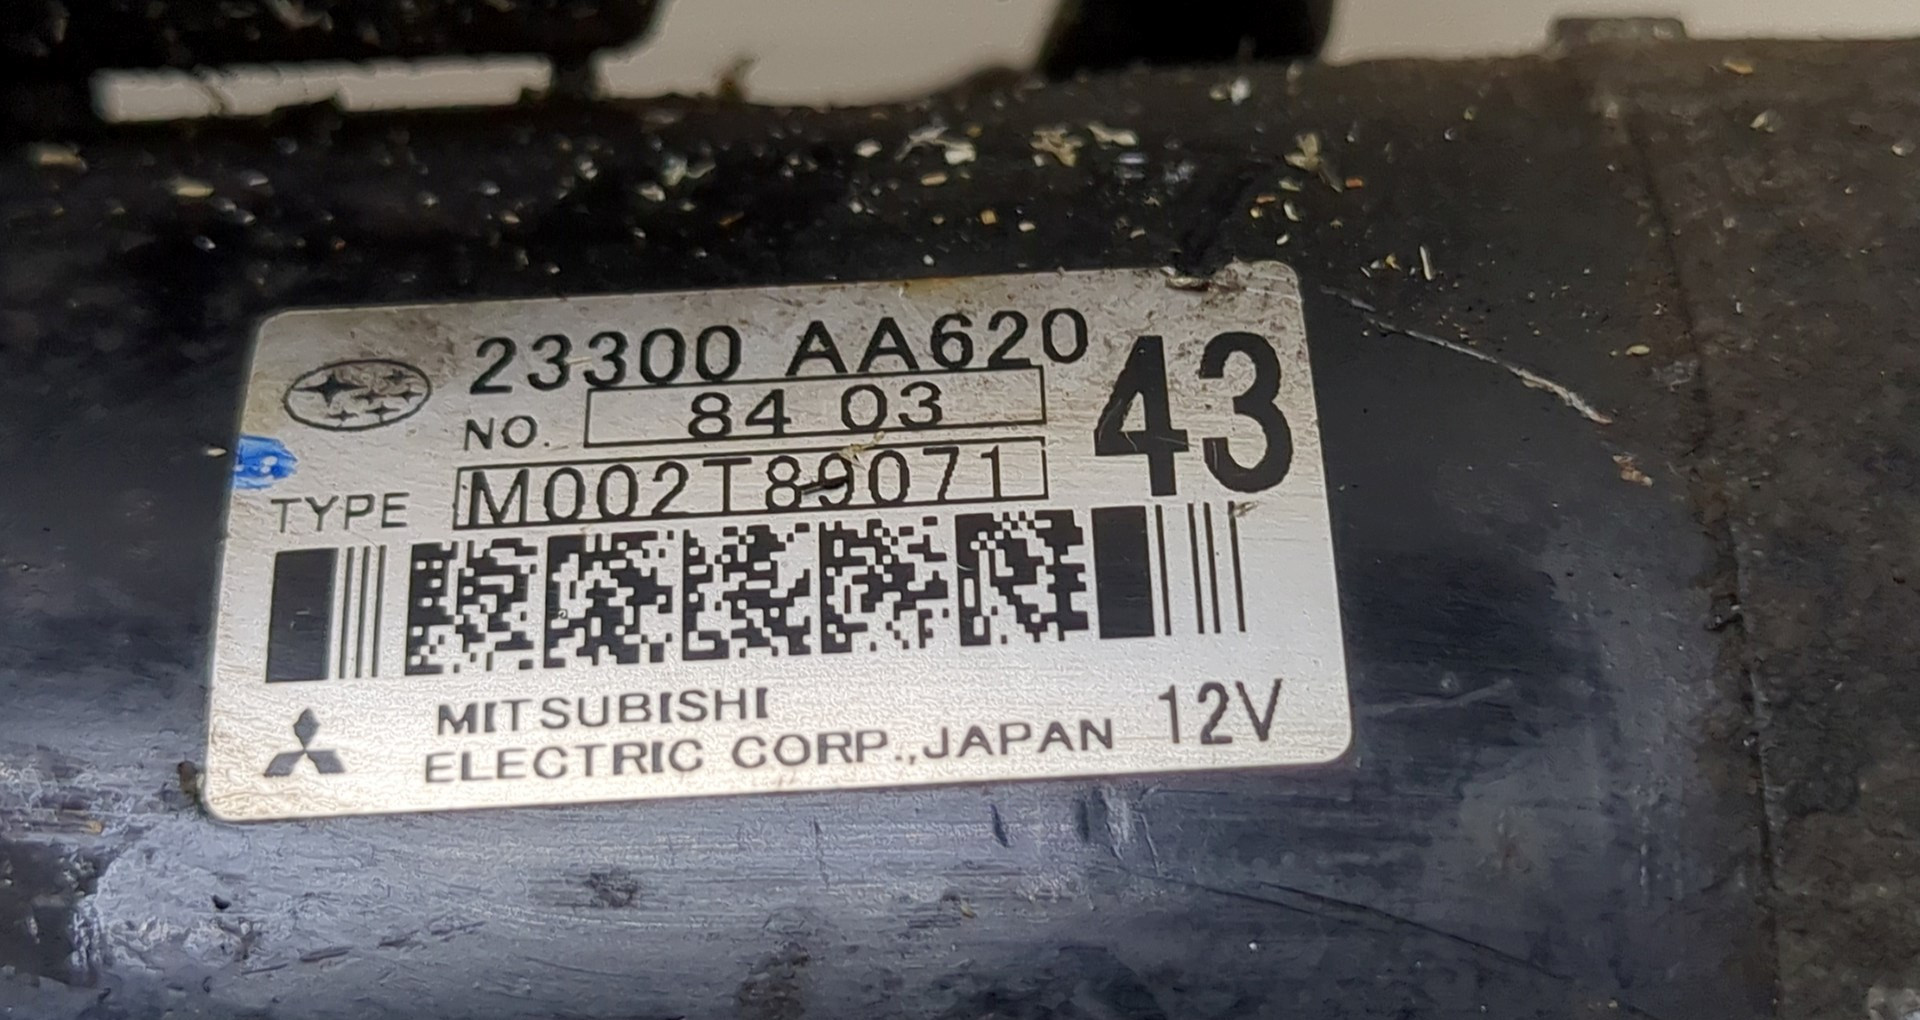 23300 AA620
NO. 84 03
43
TYPE M002T89071
MITSUBISHI
ELECTRIC CORP.,JAPAN 12V